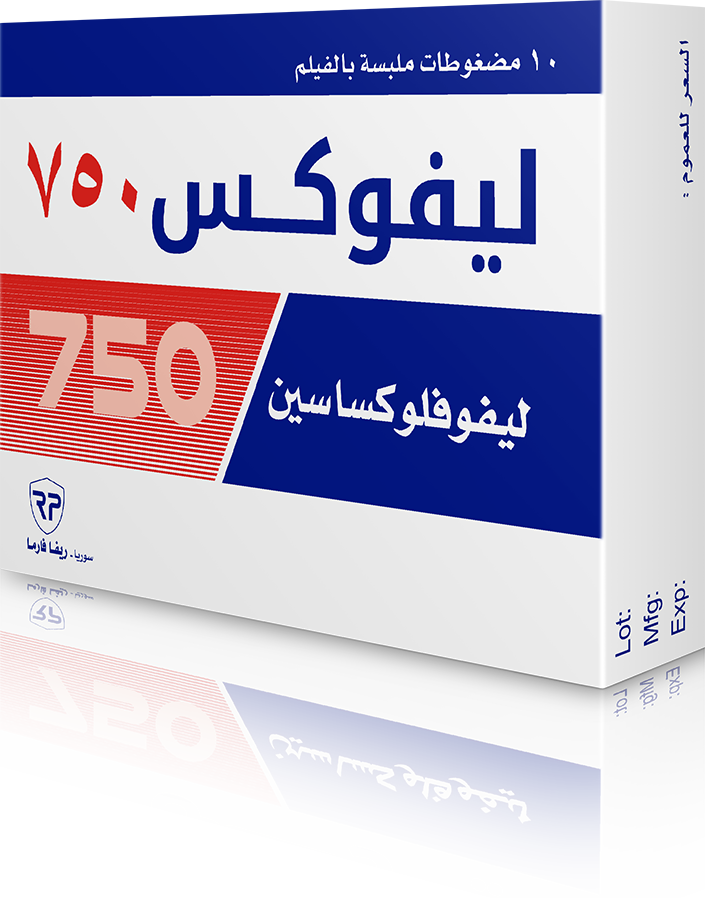 ١٠ مضغوطات ملبسة بالفيلم
ليفوكس ٧٥٠
750
ليفوفلوكساسين
RP
سوريا - ريفا فارما
السعر للعموم :
Lot:
Mfg:
Exp: